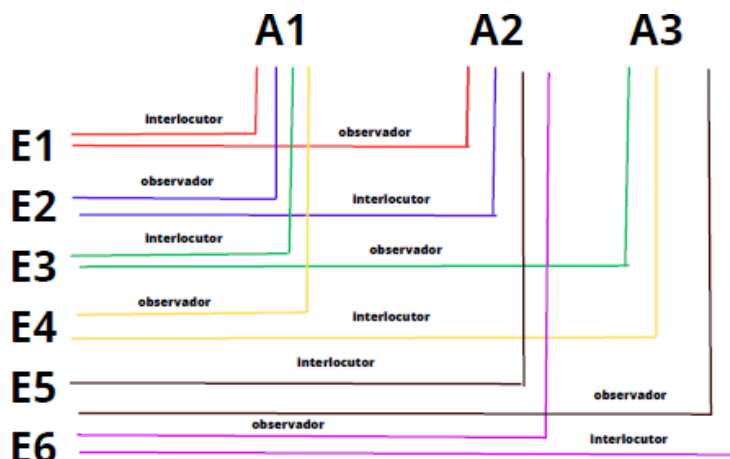 A1 A2 A3
interlocutor
observador
E1
observador
interlocutor
E2
interlocutor
observador
E3
observador
interlocutor
E4
interlocutor
E5
observador
observador
interlocutor
E6